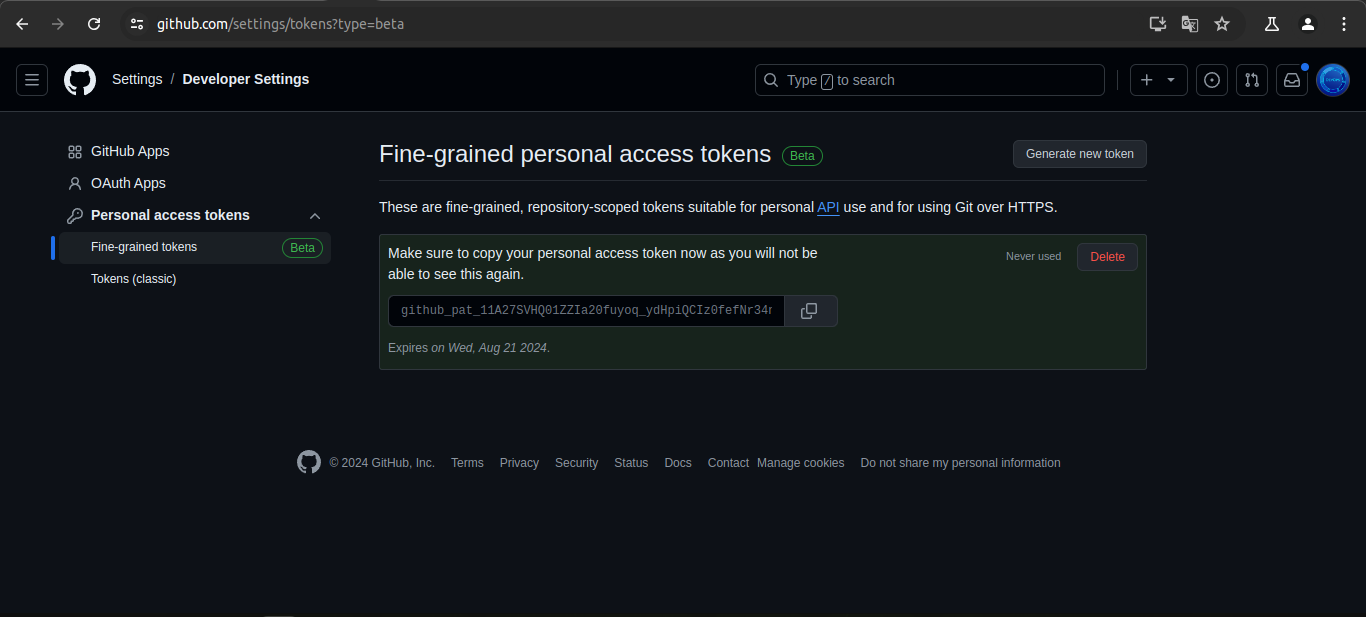 github.com/settings/tokens?type=beta
Settings / Developer Settings
Type / to search
GitHub Apps
OAuth Apps
Personal access tokens
Fine-grained tokens Beta
Tokens (classic)
Fine-grained personal access tokens Beta
Generate new token
These are fine-grained, repository-scoped tokens suitable for personal API use and for using Git over HTTPS.
Make sure to copy your personal access token now as you will not be
able to see this again.
Never used
Delete
github_pat_11A27SVHQ01ZZIa20fuyoq_ydHpiQCIz0fefNr34
Expires on Wed, Aug 21 2024.
© 2024 GitHub, Inc. Terms Privacy Security Status Docs Contact Manage cookies Do not share my personal information